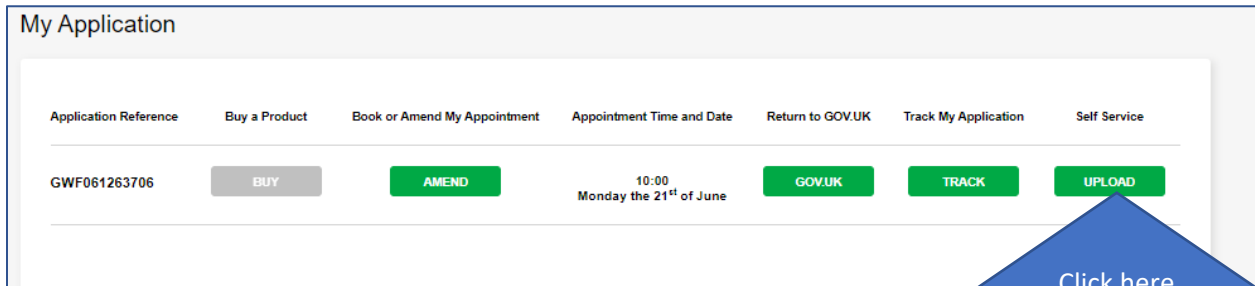 My Application
Application Reference Buy a Product Book or Amend My Appointment Appointment Time and Date Return to GOV.UK Track My Application Self Service
GWF061263706 BUY AMEND 10:00 GOV.UK TRACK UPLOAD
Monday the 21st of June
Click here